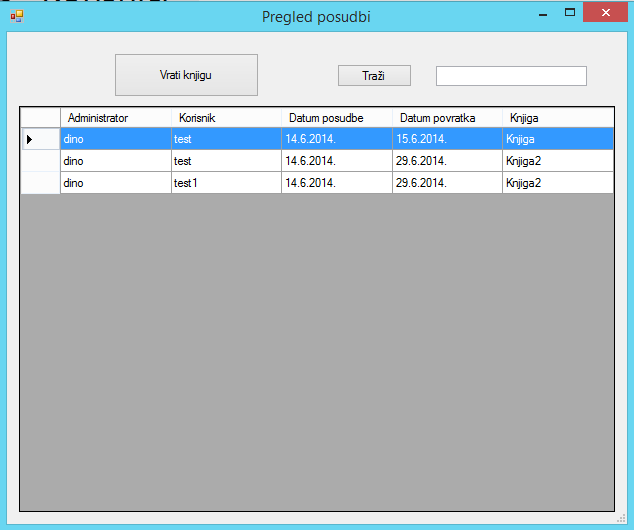 Pregled posudbi
Vrati knjigu
Traži
Administrator Korisnik Datum posudbe Datum povratka Knjiga
dino test 14.6.2014. 15.6.2014. Knjiga
dino test 14.6.2014. 29.6.2014. Knjiga2
dino test1 14.6.2014. 29.6.2014. Knjiga2